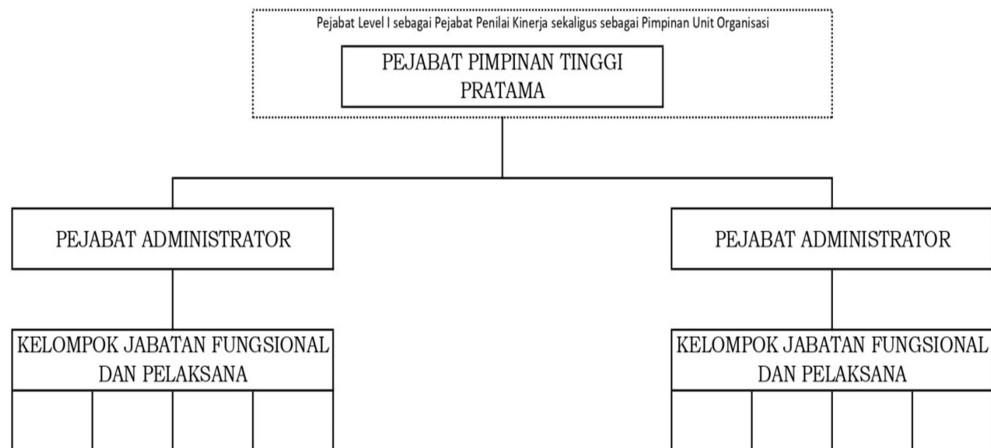 Pejabat Level I sebagai Pejabat Penilai Kinerja sekaligus sebagai Pimpinan Unit Organisasi
PEJABAT PIMPINAN TINGGI
PRATAMA
PEJABAT ADMINISTRATOR
PEJABAT ADMINISTRATOR
KELOMPOK JABATAN FUNGSIONAL
DAN PELAKSANA
KELOMPOK JABATAN FUNGSIONAL
DAN PELAKSANA